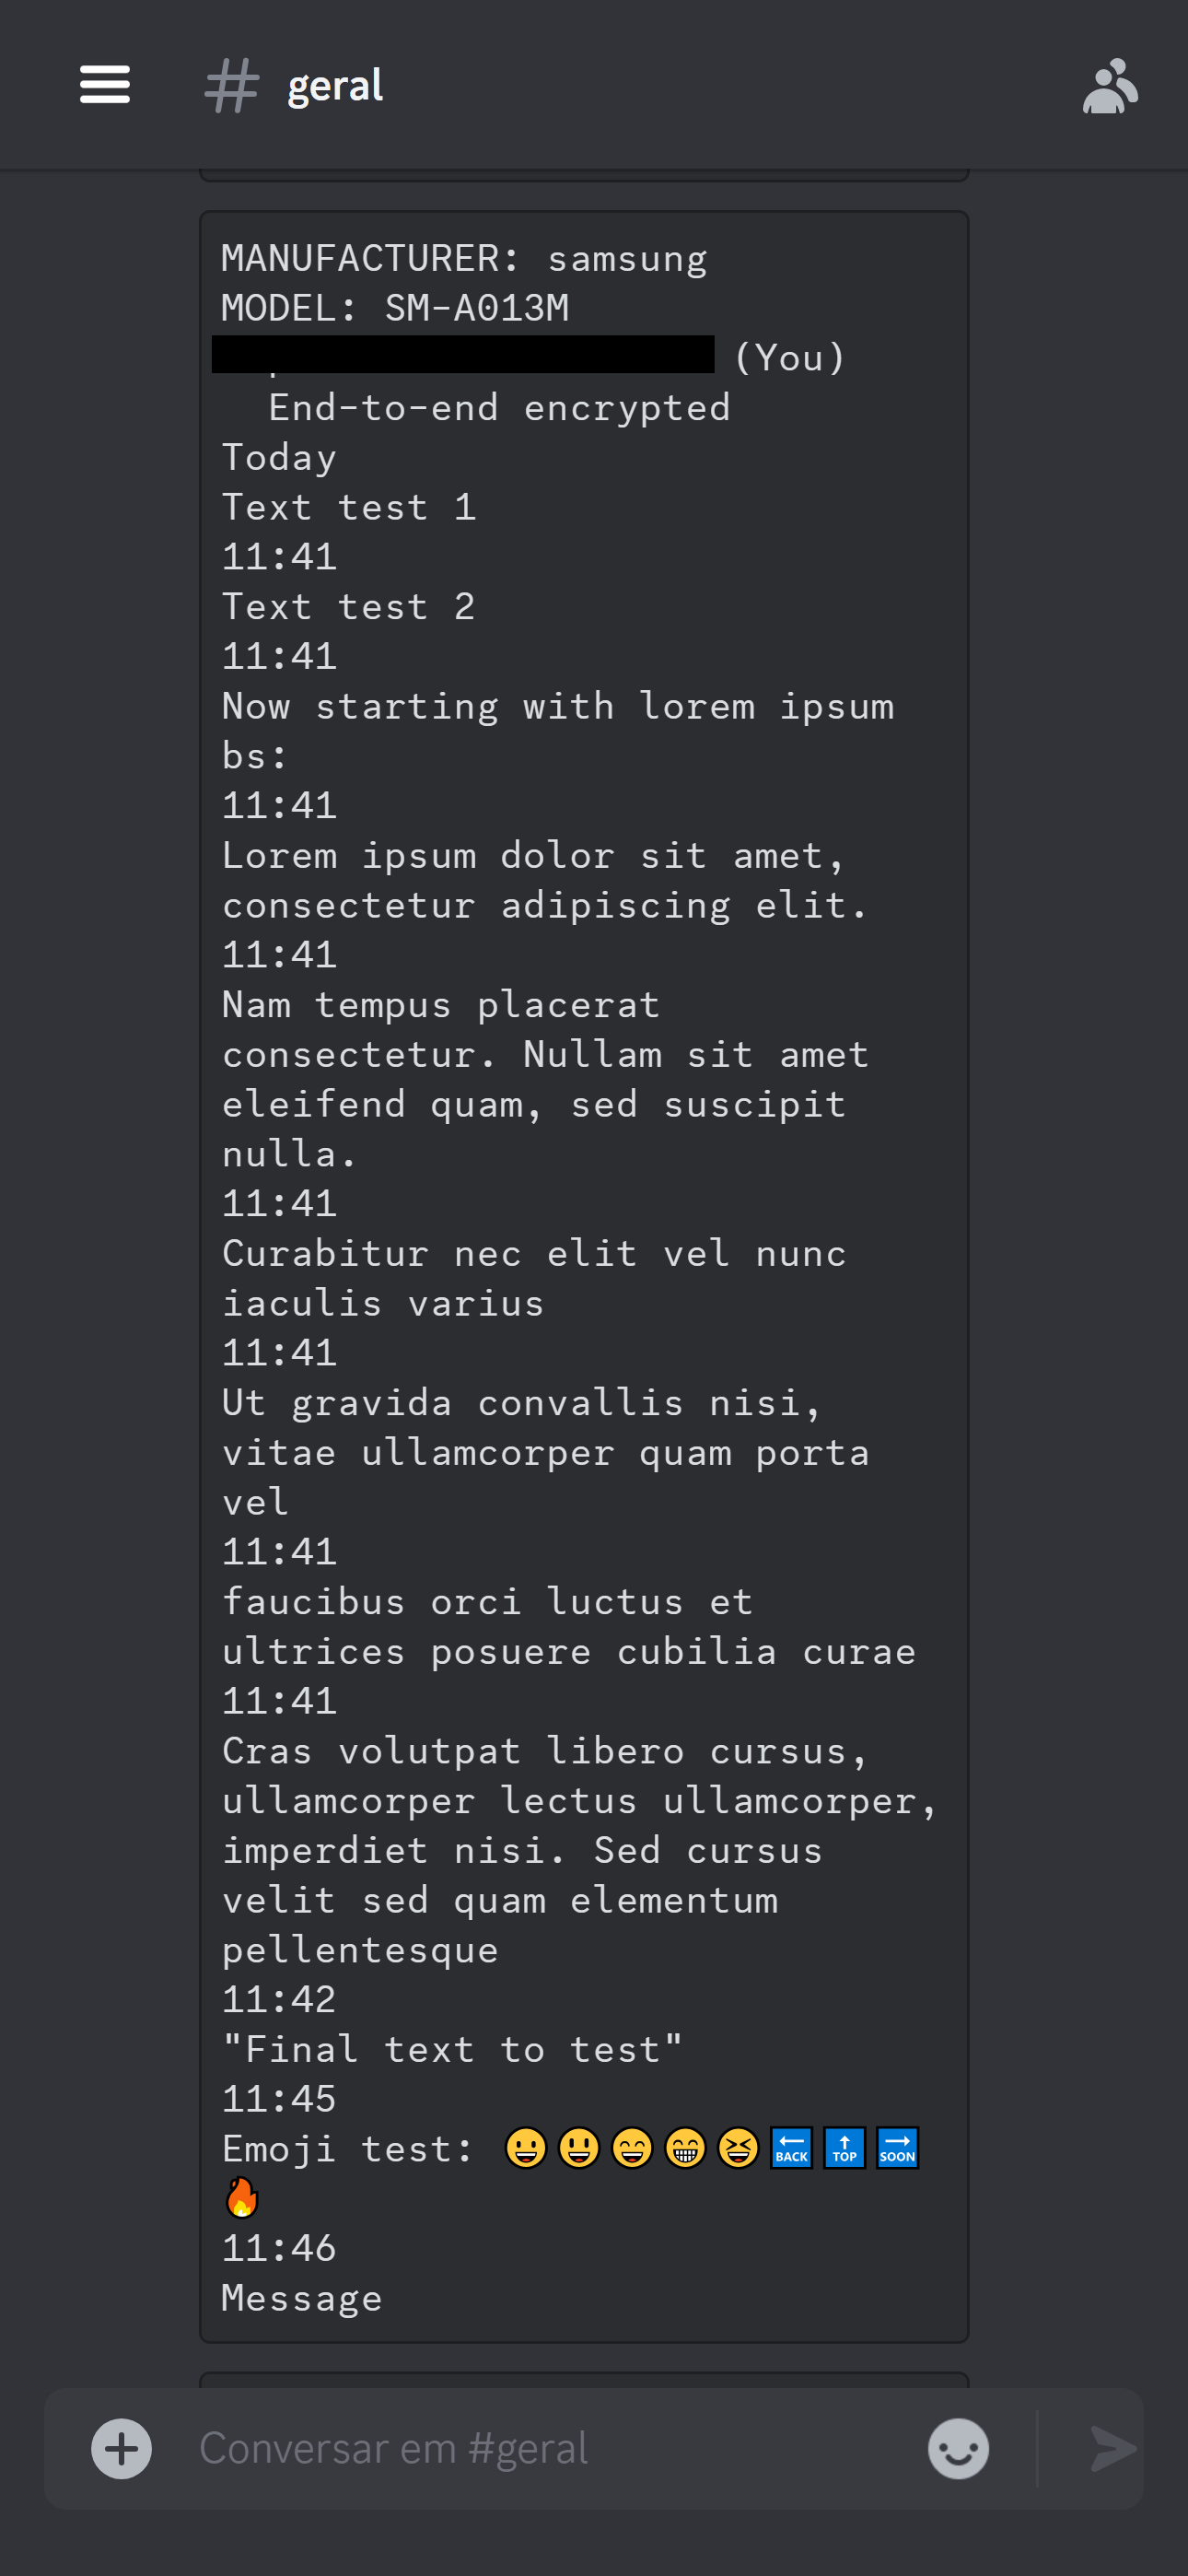 # geral
MANUFACTURER: samsung
MODEL: SM-A013M
(You)
End-to-end encrypted
Today
Text test 1
11:41
Text test 2
11:41
Now starting with lorem ipsum
bs:
11:41
Lorem ipsum dolor sit amet,
consectetur adipiscing elit.
11:41
Nam tempus placerat
consectetur. Nullam sit amet
eleifend quam, sed suscipit
nulla.
11:41
Curabitur nec elit vel nunc
iaculis varius
11:41
Ut gravida convallis nisi,
vitae ullamcorper quam porta
vel
11:41
faucibus orci luctus et
ultrices posuere cubilia curae
11:41
Cras volutpat libero cursus,
ullamcorper lectus ullamcorper,
imperdiet nisi. Sed cursus
velit sed quam elementum
pellentesque
11:42
"Final text to test"
11:45
Emoji test: 😀😃😄😁😆🔙🔝🔜
🔥
11:46
Message
Conversar em #geral